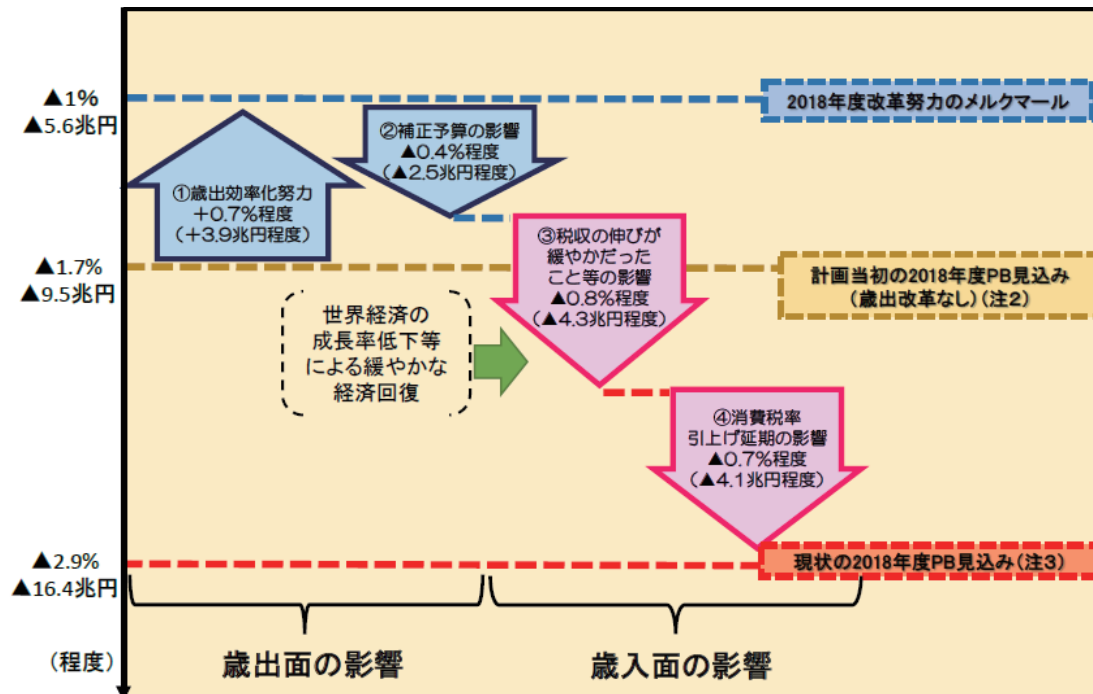 ▲1%
▲5.6兆円
2018年度改革努力のメルクマール
②補正予算の影響
▲0.4%程度
(▲2.5兆円程度)
①歳出効率化努力
+0.7%程度
(+3.9兆円程度)
▲1.7%
▲9.5兆円
③税収の伸びが
緩やかだった
こと等の影響
▲0.8%程度
(▲4.3兆円程度)
計画当初の2018年度PB見込み
(歳出改革なし)(注2)
世界経済の
成長率低下等
による緩やかな
経済回復
④消費税率
引上げ延期の影響
▲0.7%程度
(▲4.1兆円程度)
▲2.9%
▲16.4兆円
現状の2018年度PB見込み(注3)
(程度)
歳出面の影響
歳入面の影響